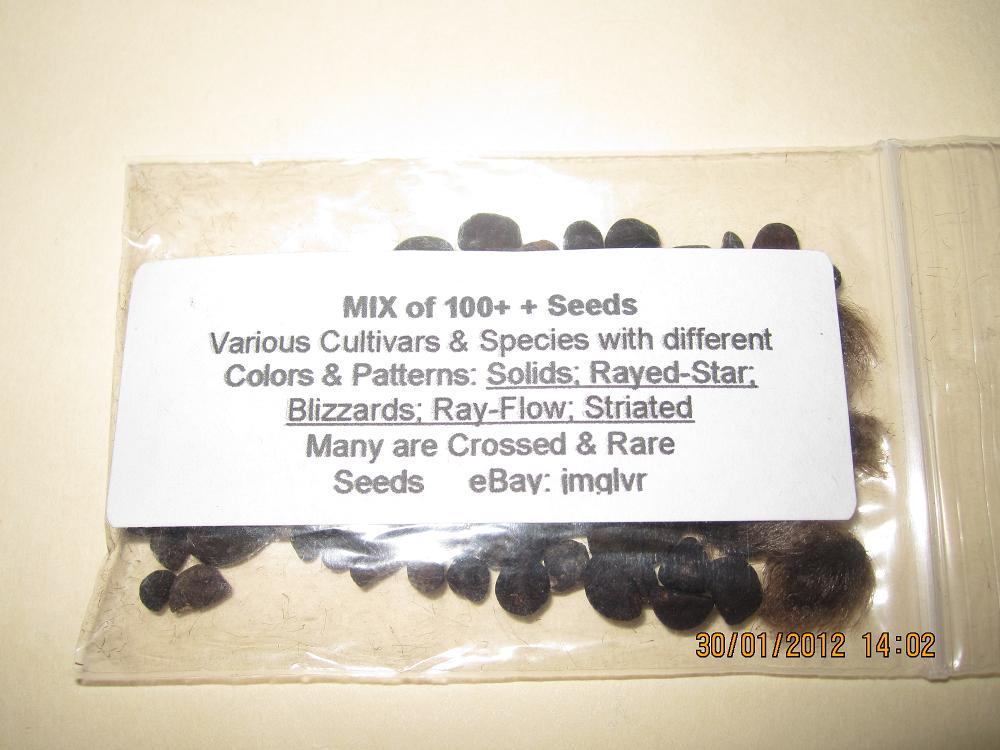 MIX of 100+ + Seeds
Various Cultivars & Species with different
Colors & Patterns: Solids; Rayed-Star;
Blizzards; Ray-Flow; Striated
Many are Crossed & Rare
Seeds eBay: jmglvr
30/01/2012 14:02